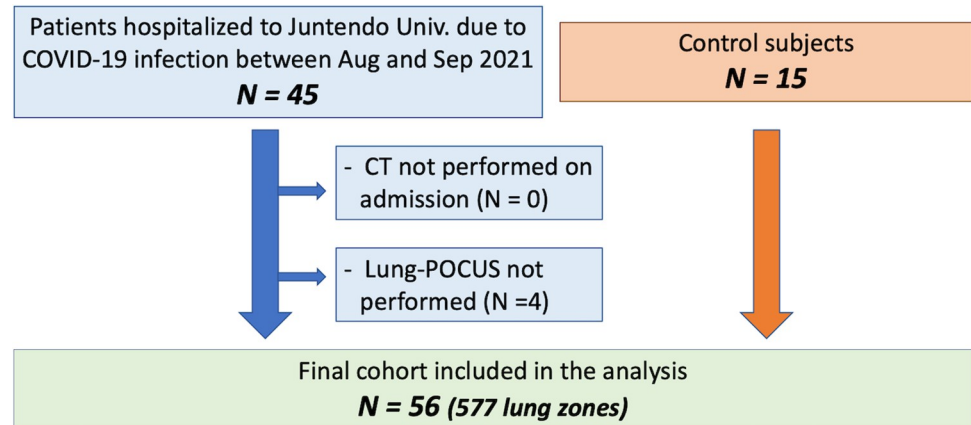 Patients hospitalized to Juntendo Univ. due to
COVID-19 infection between Aug and Sep 2021
N = 45
Control subjects
N = 15
- CT not performed on
admission (N = 0)
- Lung-POCUS not
performed (N =4)
Final cohort included in the analysis
N = 56 (577 lung zones)